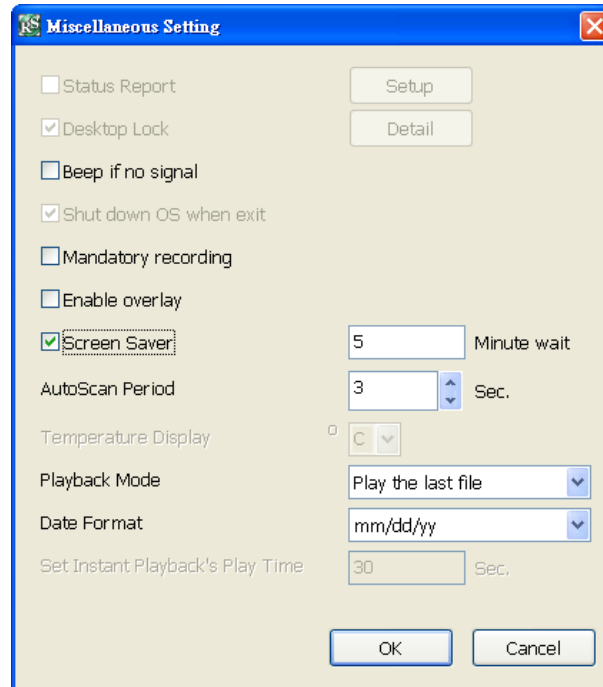 RS Miscellaneous Setting
Status Report Setup
Desktop Lock Detail
Beep if no signal
Shut down OS when exit
Mandatory recording
Enable overlay
Screen Saver 5 Minute wait
AutoScan Period 3 Sec.
Temperature Display o C
Playback Mode Play the last file
Date Format mm/dd/yy
Set Instant Playback's Play Time 30 Sec.
OK Cancel